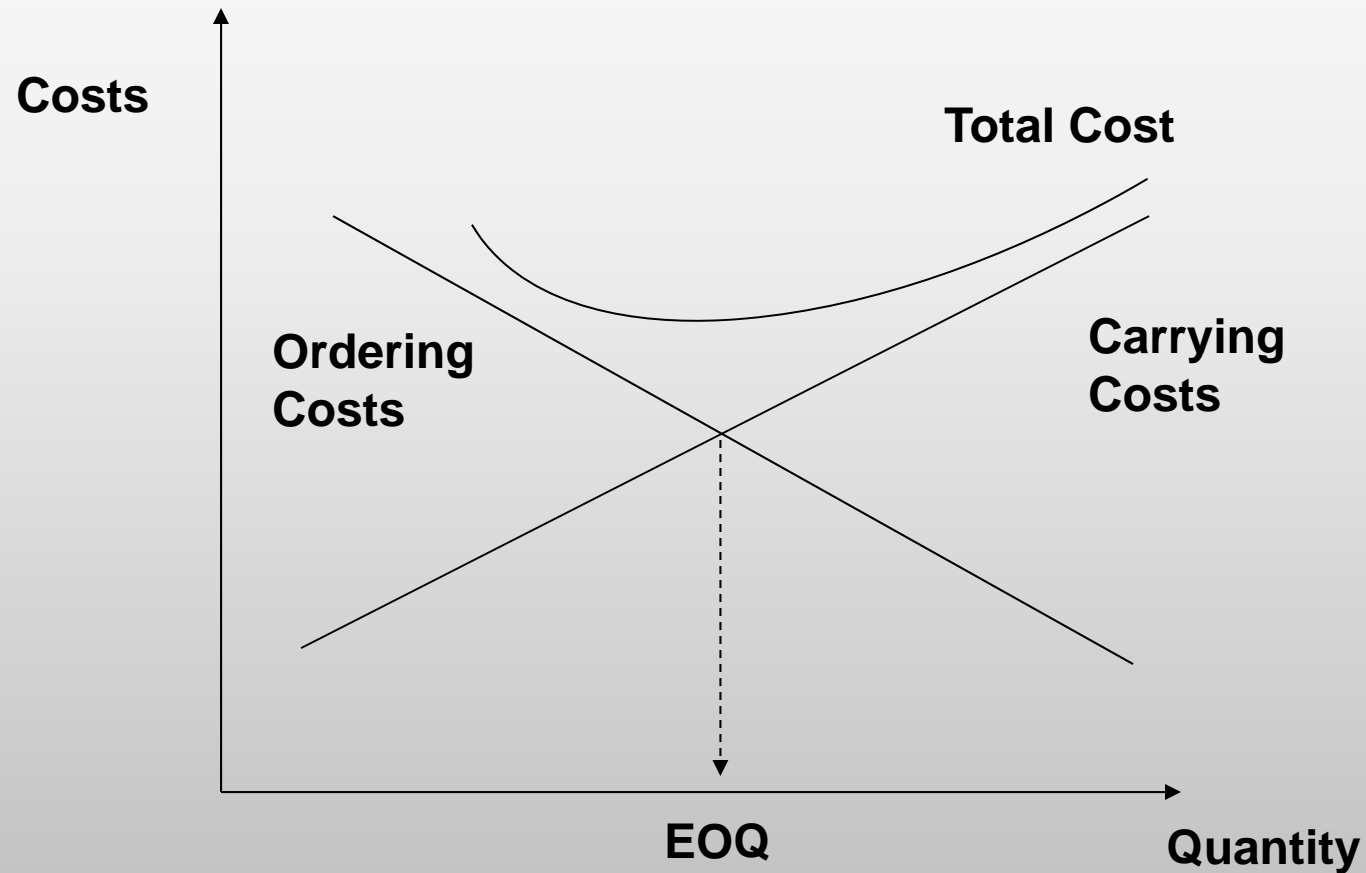 Costs
Total Cost
Ordering
Costs
Carrying
Costs
EOQ
Quantity